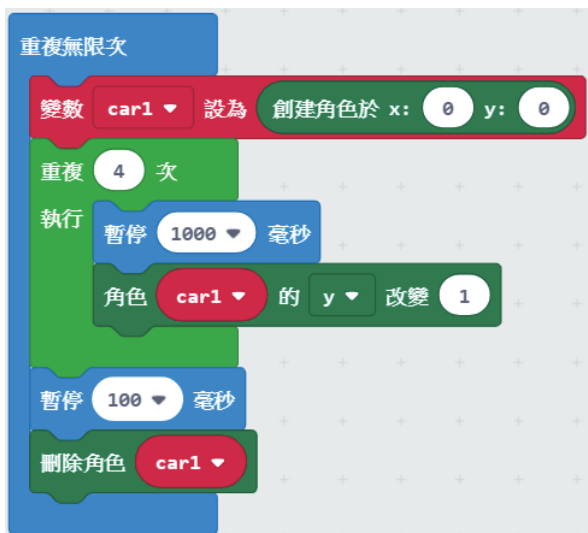 重複無限次
變數 car1 設為 創建角色於 x: 0 y: 0
重複 4 次
執行
暫停 1000 毫秒
角色 car1 的 y 改變 1
暫停 100 毫秒
刪除角色 car1